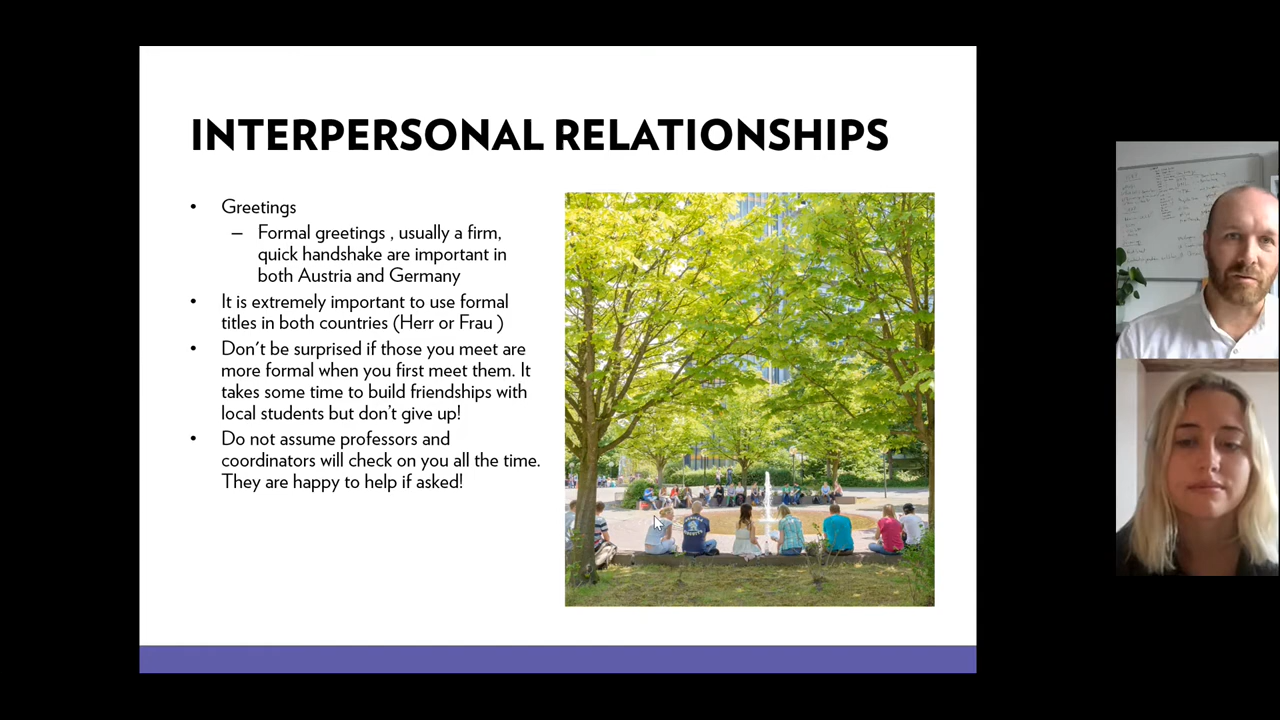 INTERPERSONAL RELATIONSHIPS
• Greetings
– Formal greetings , usually a firm,
quick handshake are important in
both Austria and Germany
• It is extremely important to use formal
titles in both countries (Herr or Frau )
• Don't be surprised if those you meet are
more formal when you first meet them. It
takes some time to build friendships with
local students but don't give up!
• Do not assume professors and
coordinators will check on you all the time.
They are happy to help if asked!